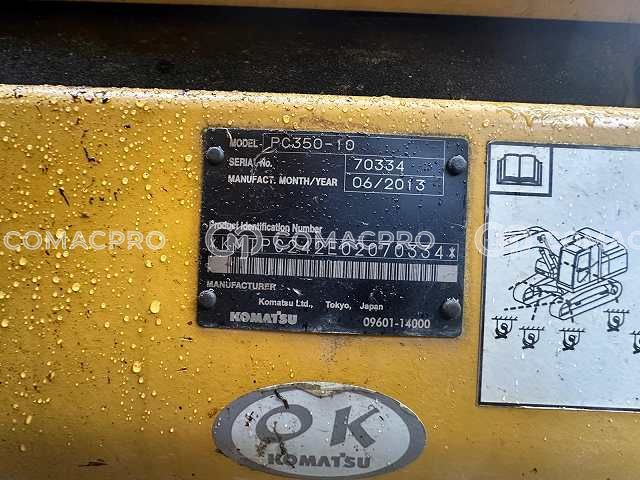 MODEL PC350-10
SERIAL No. 70334
MANUFACT. MONTH/YEAR 06/2013
Product Identification Number
COMACPRO COMACPRO
MANUFACTURER
Komatsu Ltd., Tokyo, Japan
KOMATSU 09601-14000
OK
KOMATSU